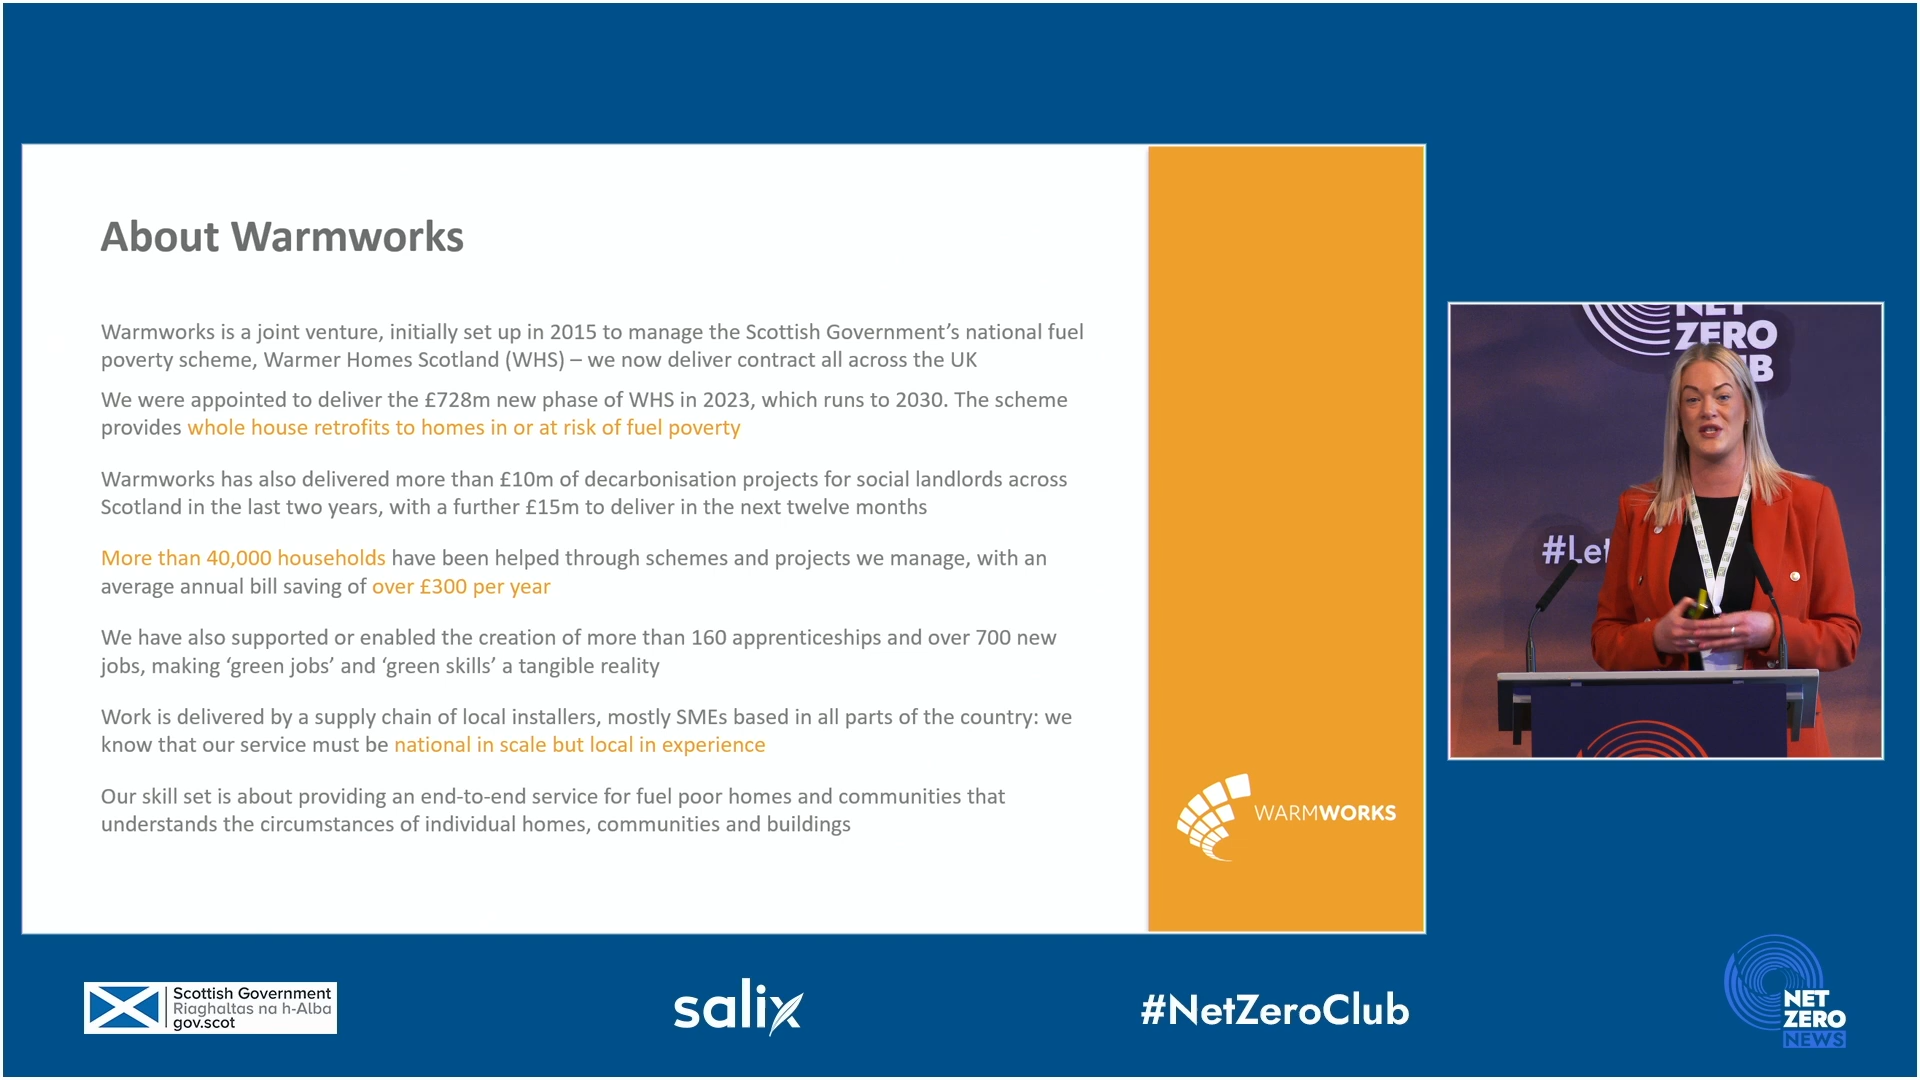 About Warmworks
Warmworks is a joint venture, initially set up in 2015 to manage the Scottish Government’s national fuel
poverty scheme, Warmer Homes Scotland (WHS) – we now deliver contract all across the UK
We were appointed to deliver the £728m new phase of WHS in 2023, which runs to 2030. The scheme
provides whole house retrofits to homes in or at risk of fuel poverty
Warmworks has also delivered more than £10m of decarbonisation projects for social landlords across
Scotland in the last two years, with a further £15m to deliver in the next twelve months
More than 40,000 households have been helped through schemes and projects we manage, with an
average annual bill saving of over £300 per year
We have also supported or enabled the creation of more than 160 apprenticeships and over 700 new
jobs, making ‘green jobs’ and ‘green skills’ a tangible reality
Work is delivered by a supply chain of local installers, mostly SMEs based in all parts of the country: we
know that our service must be national in scale but local in experience
Our skill set is about providing an end-to-end service for fuel poor homes and communities that
understands the circumstances of individual homes, communities and buildings
WARMWORKS
NET
ZERO
B
#Let
Scottish Government
Riaghaltas na h-Alba
gov.scot
salix
#NetZeroClub
NET
ZERO
NEWS